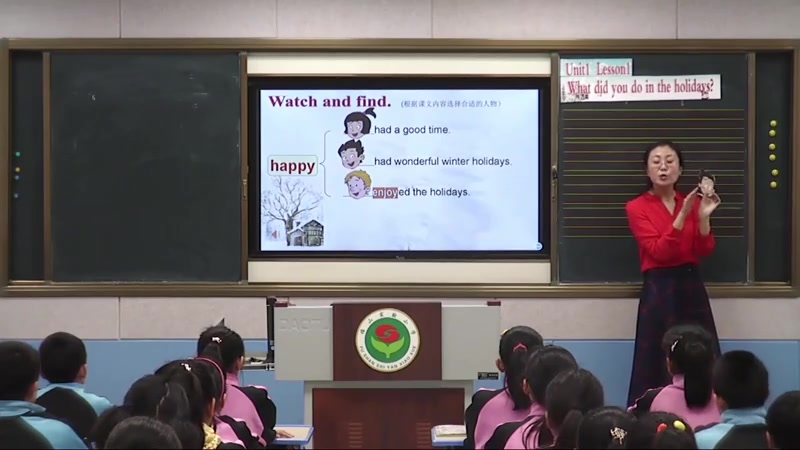 Watch and find. (根据课文内容选择合适的人物)
had a good time.
happy
had wonderful winter holidays.
enjoyed the holidays.
Unit1 Lesson1
What did you do in the holidays?